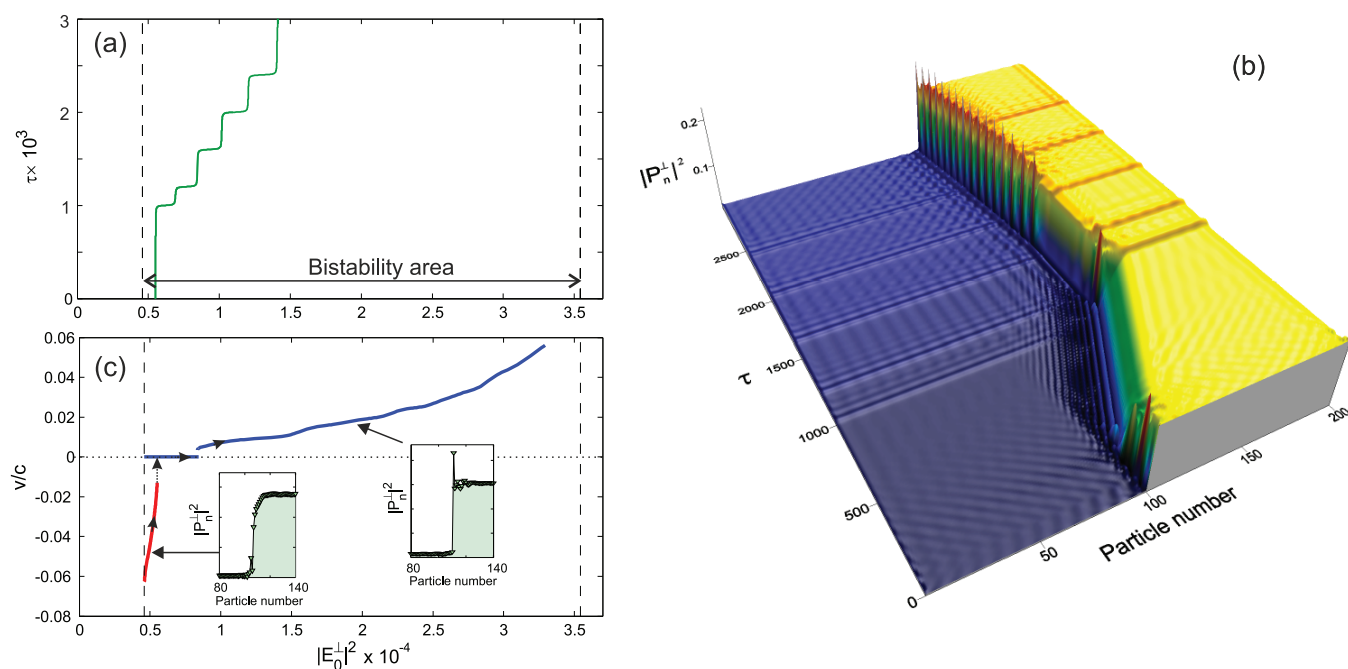 (a)
3
2
1
0
τ× 10³
Bistability area
0 0.5 1 1.5 2 2.5 3 3.5
(c)
0.06
0.04
0.02
0
-0.02
-0.04
-0.06
-0.08
v/c
|Pₙ^⊥|²
80 140
Particle number
|Pₙ^⊥|²
80 140
Particle number
0 0.5 1 1.5 2 2.5 3 3.5
|E₀^⊥|² x 10⁻⁴
(b)
|Pₙ^⊥|²
0.2
0.1
2500
2000
1500
1000
500
0
τ
50
100
150
200
Particle number